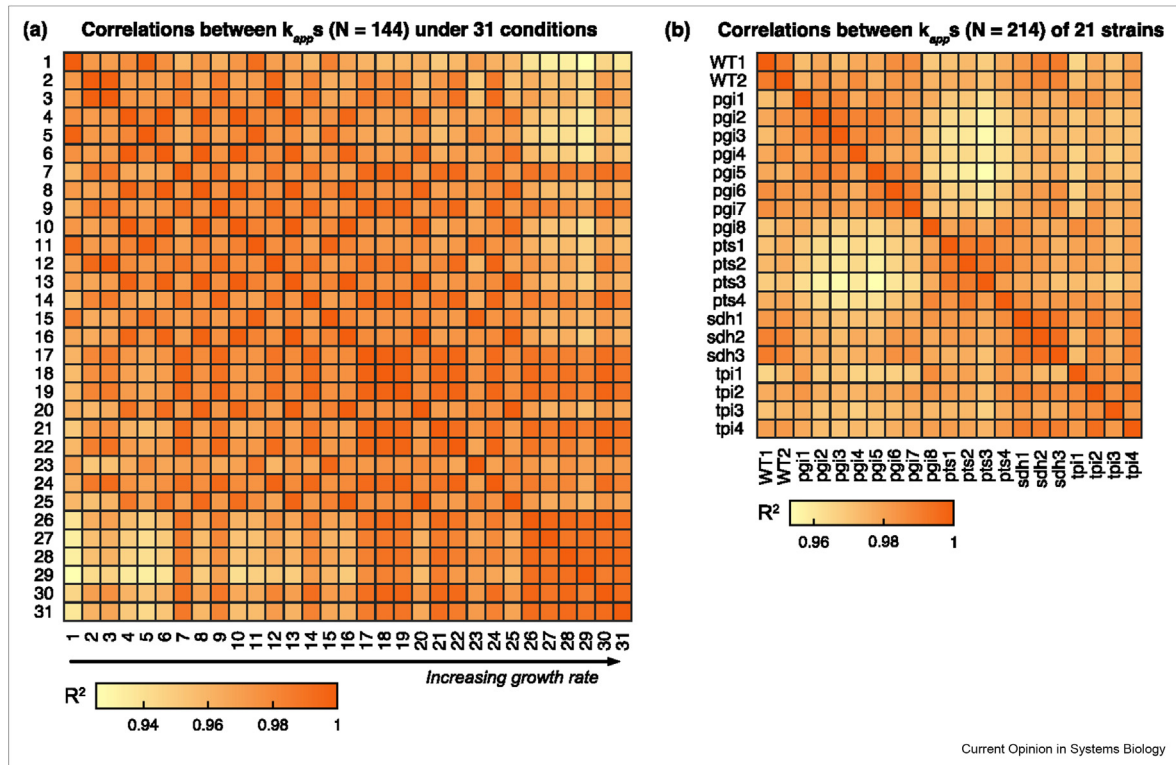 (a) Correlations between kapps (N = 144) under 31 conditions
1
2
3
4
5
6
7
8
9
10
11
12
13
14
15
16
17
18
19
20
21
22
23
24
25
26
27
28
29
30
31
1 2 3 4 5 6 7 8 9 10 11 12 13 14 15 16 17 18 19 20 21 22 23 24 25 26 27 28 29 30 31
Increasing growth rate
R²
0.94 0.96 0.98 1
(b) Correlations between kapps (N = 214) of 21 strains
WT1
WT2
pgi1
pgi2
pgi3
pgi4
pgi5
pgi6
pgi7
pgi8
pts1
pts2
pts3
pts4
sdh1
sdh2
sdh3
tpi1
tpi2
tpi3
tpi4
WT1 WT2 pgi1 pgi2 pgi3 pgi4 pgi5 pgi6 pgi7 pgi8 pts1 pts2 pts3 pts4 sdh1 sdh2 sdh3 tpi1 tpi2 tpi3 tpi4
R²
0.96 0.98 1
Current Opinion in Systems Biology